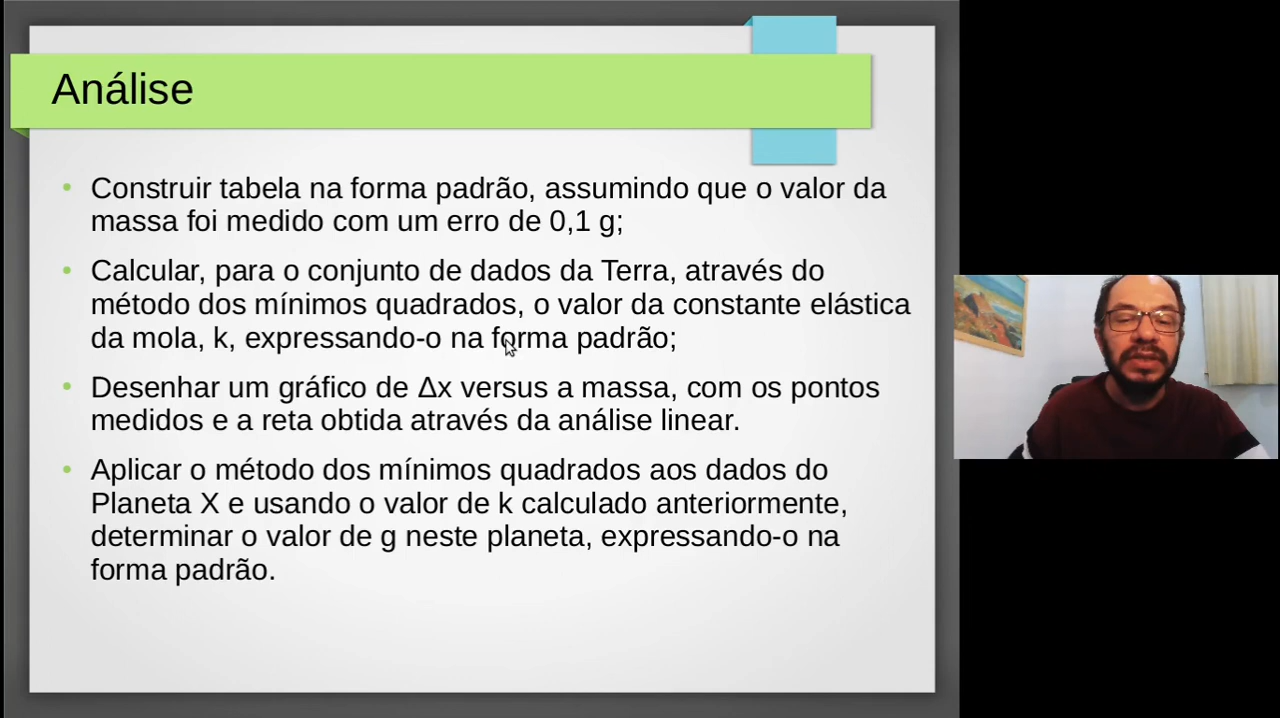 Análise
• Construir tabela na forma padrão, assumindo que o valor da
massa foi medido com um erro de 0,1 g;
• Calcular, para o conjunto de dados da Terra, através do
método dos mínimos quadrados, o valor da constante elástica
da mola, k, expressando-o na forma padrão;
• Desenhar um gráfico de Δx versus a massa, com os pontos
medidos e a reta obtida através da análise linear.
• Aplicar o método dos mínimos quadrados aos dados do
Planeta X e usando o valor de k calculado anteriormente,
determinar o valor de g neste planeta, expressando-o na
forma padrão.